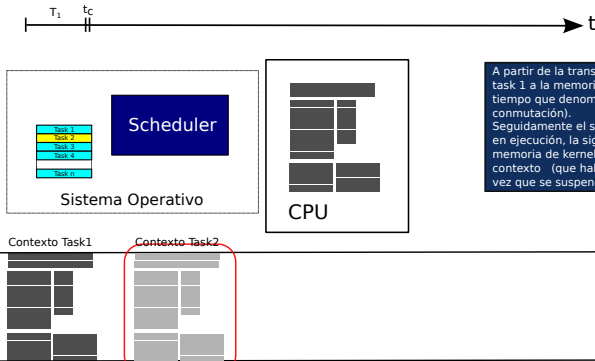 T1 tc
t
A partir de la trans
task 1 a la memori
tiempo que denom
conmutación).
Seguidamente el s
en ejecución, la sig
memoria de kernel
contexto (que hal
vez que se suspen
Scheduler
Task 1
Task 2
Task 3
Task 4
Task n
Sistema Operativo
CPU
Contexto Task1
Contexto Task2